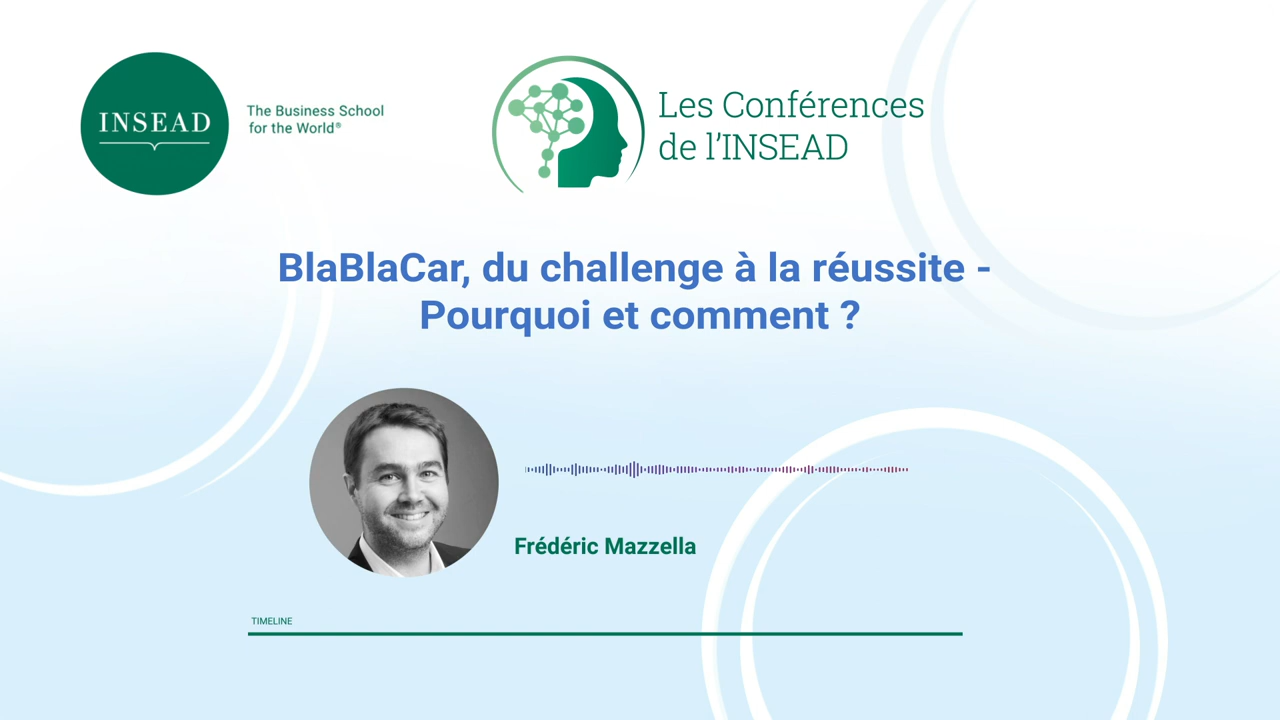 INSEAD
The Business School
for the World®
Les Conférences
de l'INSEAD
BlaBlaCar, du challenge à la réussite -
Pourquoi et comment ?
Frédéric Mazzella
TIMELINE